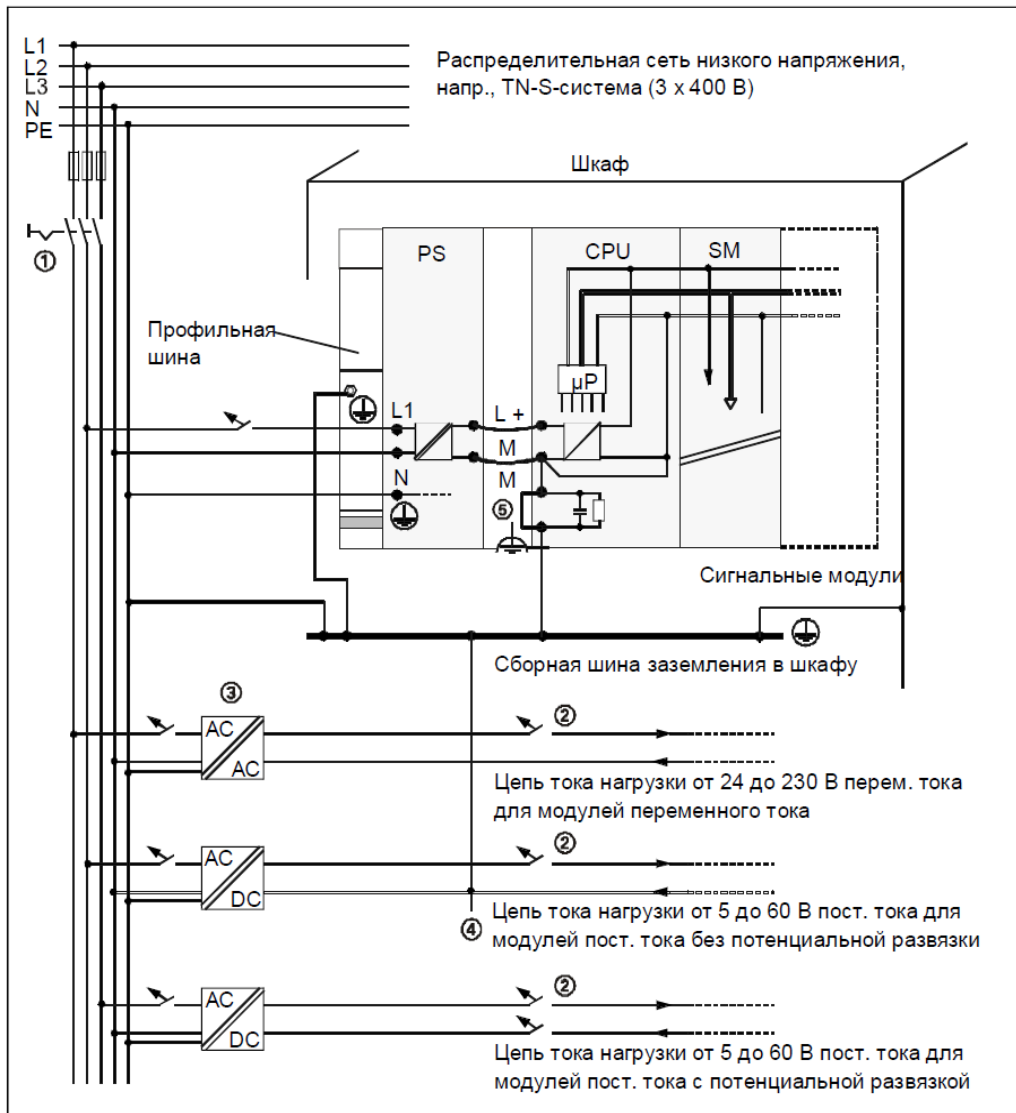 L1
L2
L3
N
PE
Распределительная сеть низкого напряжения,
напр., TN-S-система (3 x 400 В)
Шкаф
①
PS
CPU
SM
Профильная
шина
µP
L1
L +
M
N
M
⑤
Сигнальные модули
Сборная шина заземления в шкафу
③
AC
AC
②
Цепь тока нагрузки от 24 до 230 В перем. тока
для модулей переменного тока
AC
DC
②
④
Цепь тока нагрузки от 5 до 60 В пост. тока для
модулей пост. тока без потенциальной развязки
AC
DC
②
Цепь тока нагрузки от 5 до 60 В пост. тока для
модулей пост. тока с потенциальной развязкой